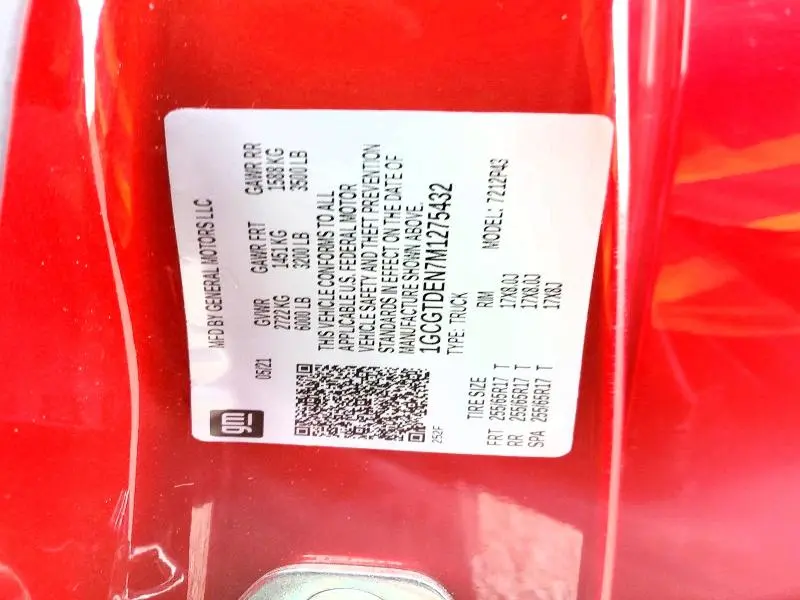 gm
MFD BY GENERAL MOTORS LLC
05/21 GVWR GAWR FRT GAWR RR
2722 KG 1451 KG 1588 KG
6000 LB 3200 LB 3500 LB
THIS VEHICLE CONFORMS TO ALL
APPLICABLE U.S. FEDERAL MOTOR
VEHICLE SAFETY AND THEFT PREVENTION
STANDARDS IN EFFECT ON THE DATE OF
MANUFACTURE SHOWN ABOVE.
1GCGTDEN7M1275432
252F TYPE: TRUCK MODEL: 7212P43
TIRE SIZE RIM
FRT 255/65R17 T 17X8.0J
RR 255/65R17 T 17X8.0J
SPA 255/65R17 T 17X8J